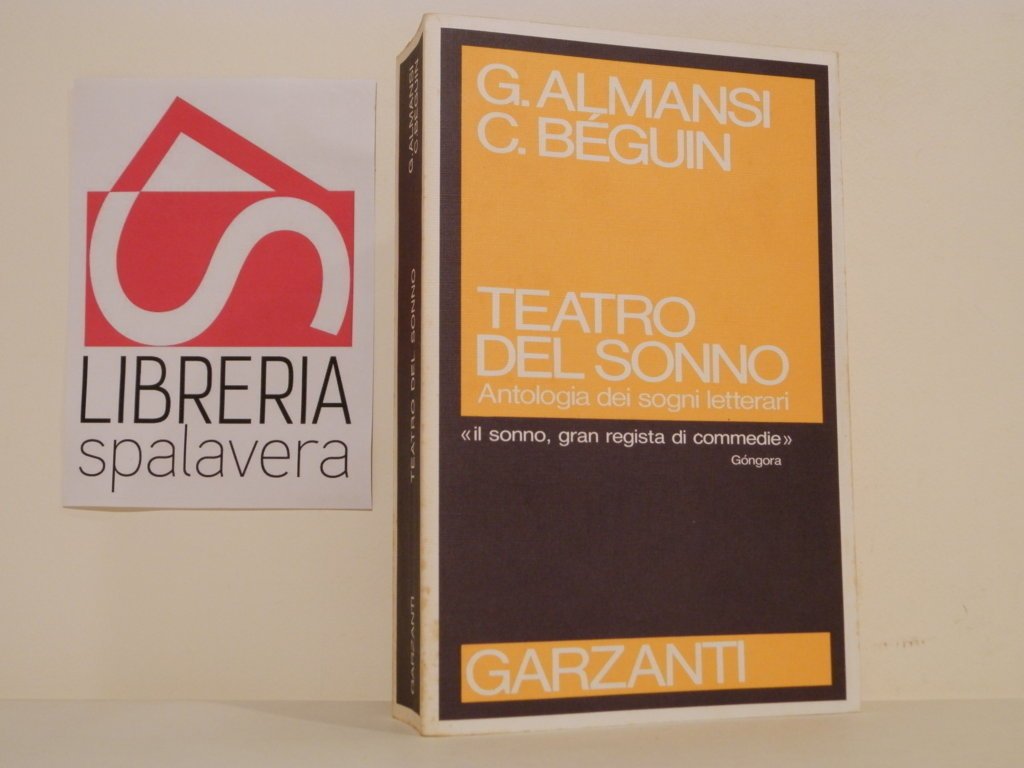 LIBRERIA
spalavera
G. ALMANSI
C. BÉGUIN
TEATRO DEL SONNO
GARZANTI
G. ALMANSI
C. BÉGUIN
TEATRO
DEL SONNO
Antologia dei sogni letterari
«il sonno, gran regista di commedie»
Góngora
GARZANTI